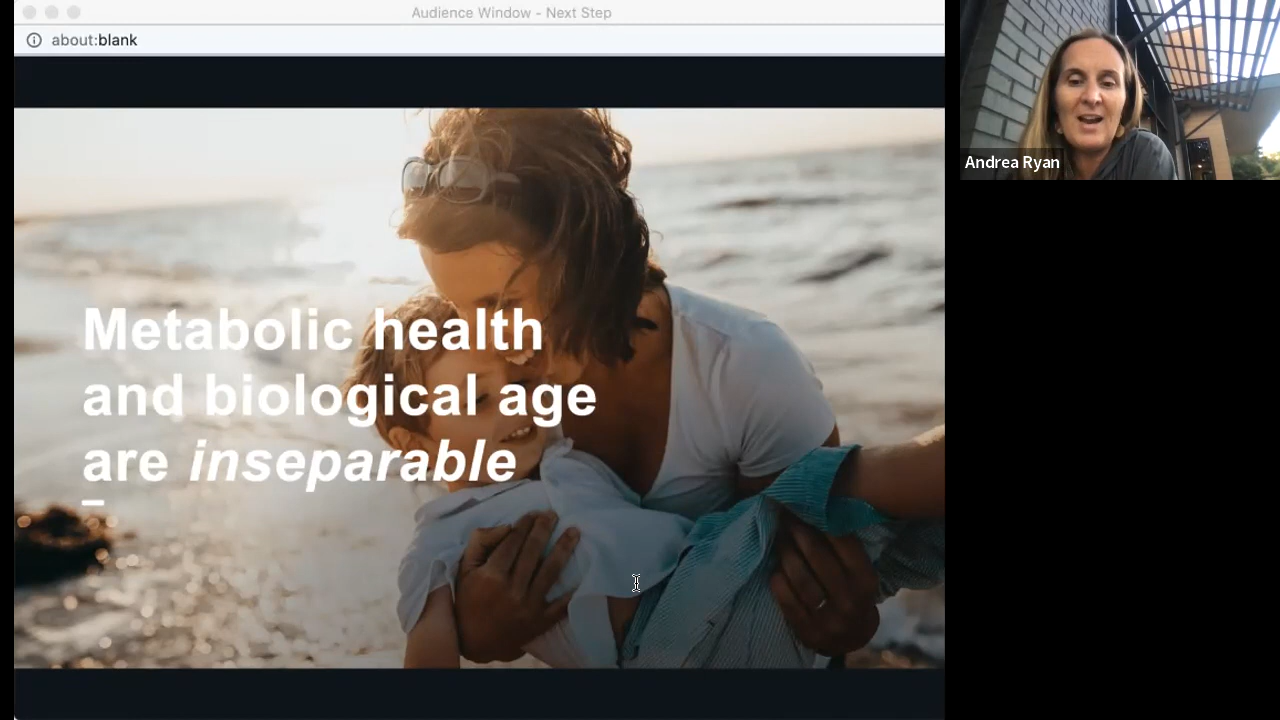 Audience Window - Next Step
about:blank
Metabolic health
and biological age
are inseparable
Andrea Ryan